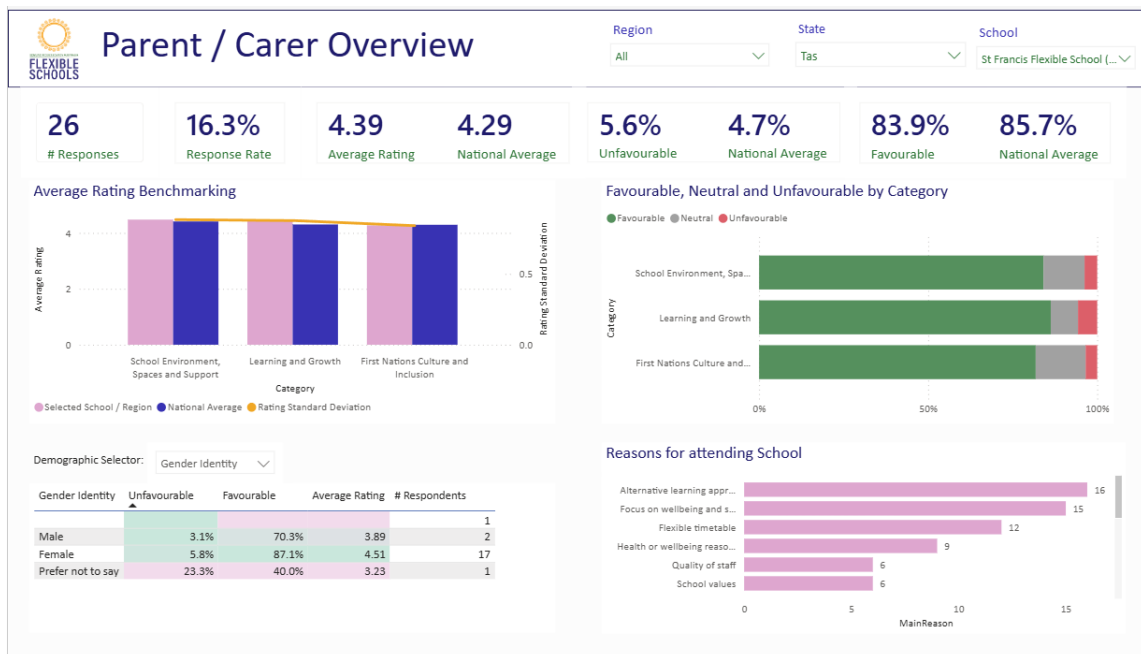 FLEXIBLE
SCHOOLS
Parent / Carer Overview
Region
All
State
Tas
School
St Francis Flexible School (...
26
# Responses
16.3%
Response Rate
4.39
Average Rating
4.29
National Average
5.6%
Unfavourable
4.7%
National Average
83.9%
Favourable
85.7%
National Average
Average Rating Benchmarking
Average Rating
4
2
0
Rating Standard Deviation
0.5
0.0
School Environment,
Spaces and Support
Learning and Growth
First Nations Culture and
Inclusion
Category
Selected School / Region
National Average
Rating Standard Deviation
Favourable, Neutral and Unfavourable by Category
Favourable
Neutral
Unfavourable
Category
School Environment, Spa...
Learning and Growth
First Nations Culture and...
0%
50%
100%
Demographic Selector:
Gender Identity
Gender Identity Unfavourable Favourable Average Rating # Respondents
1
Male 3.1% 70.3% 3.89 2
Female 5.8% 87.1% 4.51 17
Prefer not to say 23.3% 40.0% 3.23 1
Reasons for attending School
Alternative learning appr... 16
Focus on wellbeing and s... 15
Flexible timetable 12
Health or wellbeing reaso... 9
Quality of staff 6
School values 6
0 5 10 15
MainReason